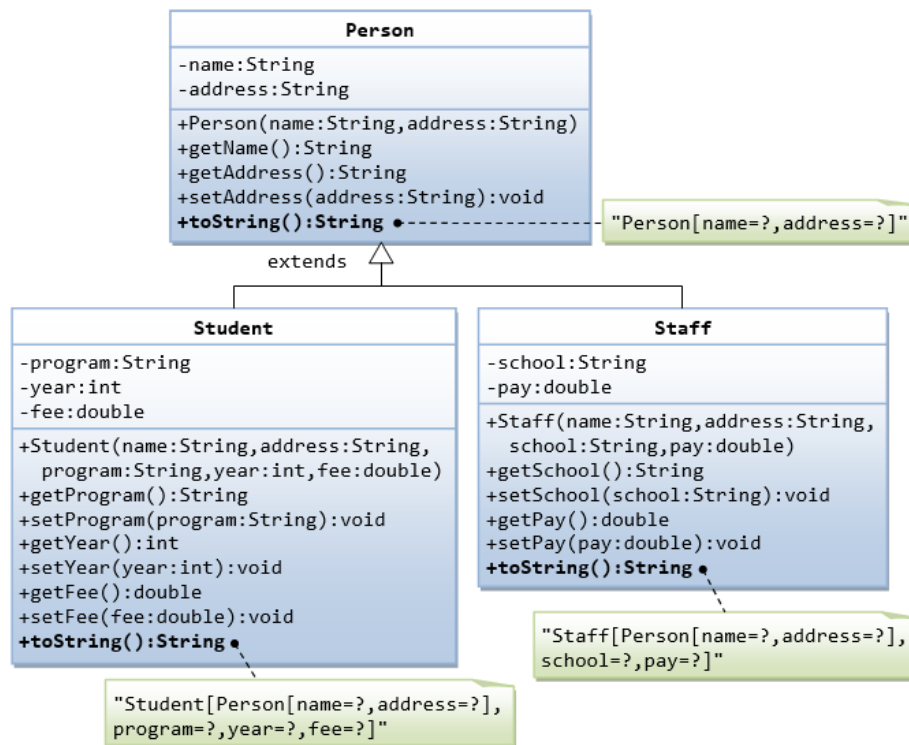 Person
-name:String
-address:String
+Person(name:String,address:String)
+getName():String
+getAddress():String
+setAddress(address:String):void
+toString():String
"Person[name=?,address=?]"
extends
Student
-program:String
-year:int
-fee:double
+Student(name:String,address:String,
program:String,year:int,fee:double)
+getProgram():String
+setProgram(program:String):void
+getYear():int
+setYear(year:int):void
+getFee():double
+setFee(fee:double):void
+toString():String
"Student[Person[name=?,address=?],
program=?,year=?,fee=?]"
Staff
-school:String
-pay:double
+Staff(name:String,address:String,
school:String,pay:double)
+getSchool():String
+setSchool(school:String):void
+getPay():double
+setPay(pay:double):void
+toString():String
"Staff[Person[name=?,address=?],
school=?,pay=?]"